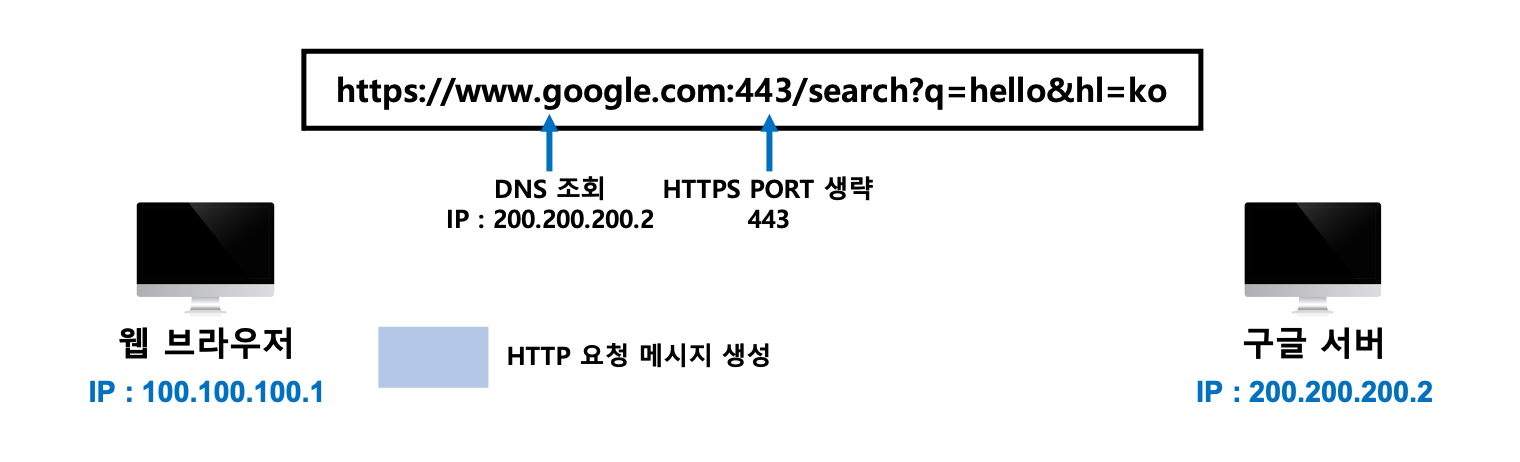 https://www.google.com:443/search?q=hello&hl=ko
DNS 조회
IP : 200.200.200.2
HTTPS PORT 생략
443
웹 브라우저
IP : 100.100.100.1
HTTP 요청 메시지 생성
구글 서버
IP : 200.200.200.2